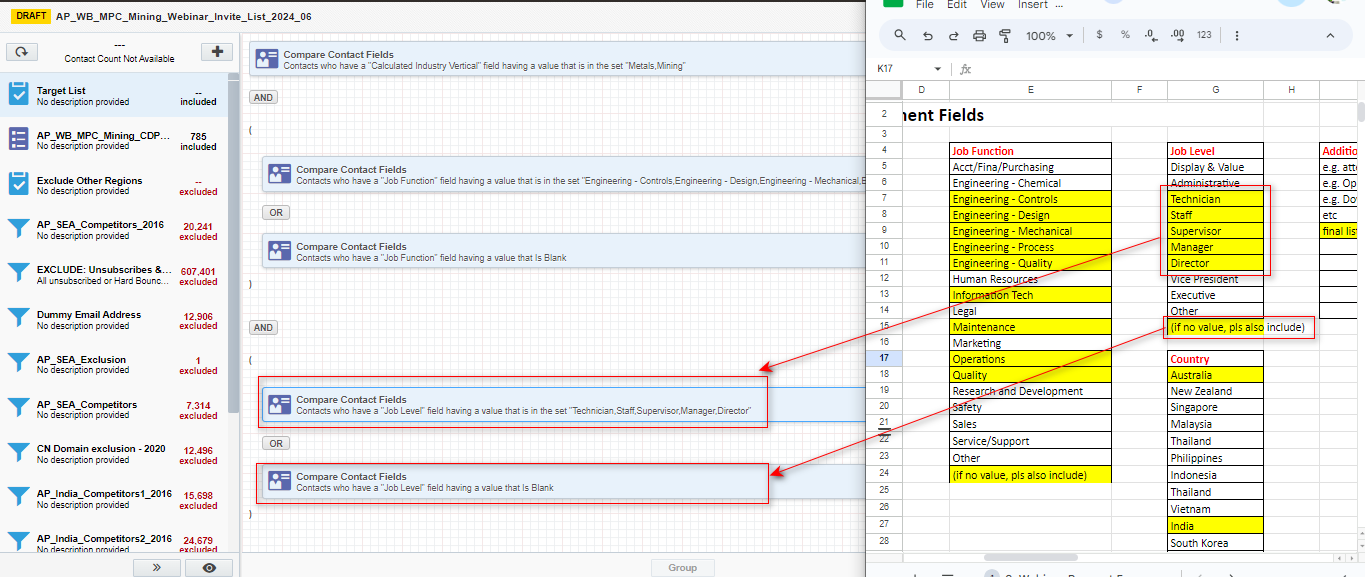 DRAFT AP_WB_MPC_Mining_Webinar_Invite_List_2024_06
---
Contact Count Not Available
Target List
No description provided
--
included
AP_WB_MPC_Mining_CDP...
No description provided
785
included
Exclude Other Regions
No description provided
--
excluded
AP_SEA_Competitors_2016
No description provided
20,241
excluded
EXCLUDE: Unsubscribes &...
All unsubscribed or Hard Bounc...
607,401
excluded
Dummy Email Address
No description provided
12,906
excluded
AP_SEA_Exclusion
No description provided
1
excluded
AP_SEA_Competitors
No description provided
7,314
excluded
CN Domain exclusion - 2020
No description provided
12,496
excluded
AP_India_Competitors1_2016
No description provided
15,698
excluded
AP_India_Competitors2_2016
No description provided
24,679
excluded
Compare Contact Fields
Contacts who have a "Calculated Industry Vertical" field having a value that is in the set "Metals,Mining"
AND
(
Compare Contact Fields
Contacts who have a "Job Function" field having a value that is in the set "Engineering - Controls,Engineering - Design,Engineering - Mechanical,E
OR
Compare Contact Fields
Contacts who have a "Job Function" field having a value that Is Blank
)
AND
(
Compare Contact Fields
Contacts who have a "Job Level" field having a value that is in the set "Technician,Staff,Supervisor,Manager,Director"
OR
Compare Contact Fields
Contacts who have a "Job Level" field having a value that Is Blank
)
Group
File Edit View Insert ...
100% $ % .0 .00 123
K17 fx
D E F G H
2
3
4
5
6
7
8
9
10
11
12
13
14
15
16
17
18
19
20
21
22
23
24
25
26
27
28
nent Fields
Job Function
Acct/Fina/Purchasing
Engineering - Chemical
Engineering - Controls
Engineering - Design
Engineering - Mechanical
Engineering - Process
Engineering - Quality
Human Resources
Information Tech
Legal
Maintenance
Marketing
Operations
Quality
Research and Development
Safety
Sales
Service/Support
Other
(if no value, pls also include)
Job Level
Display & Value
Administrative
Technician
Staff
Supervisor
Manager
Director
Vice President
Executive
Other
(if no value, pls also include)
Country
Australia
New Zealand
Singapore
Malaysia
Thailand
Philippines
Indonesia
Thailand
Vietnam
India
South Korea
Additio
e.g. atte
e.g. Op
e.g. Do
etc
final list